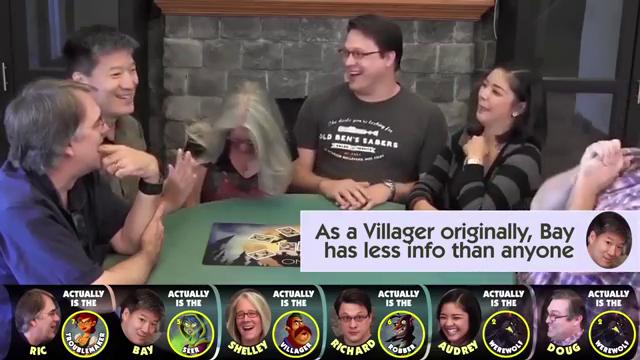 OLD BEN'S SABERS
As a Villager originally, Bay
has less info than anyone
ACTUALLY IS THE TROUBLEMAKER
RIC
ACTUALLY IS THE SEER
BAY
ACTUALLY IS THE VILLAGER
SHELLEY
ACTUALLY IS THE ROBBER
RICHARD
ACTUALLY IS THE WEREWOLF
AUDREY
ACTUALLY IS THE WEREWOLF
DOUG